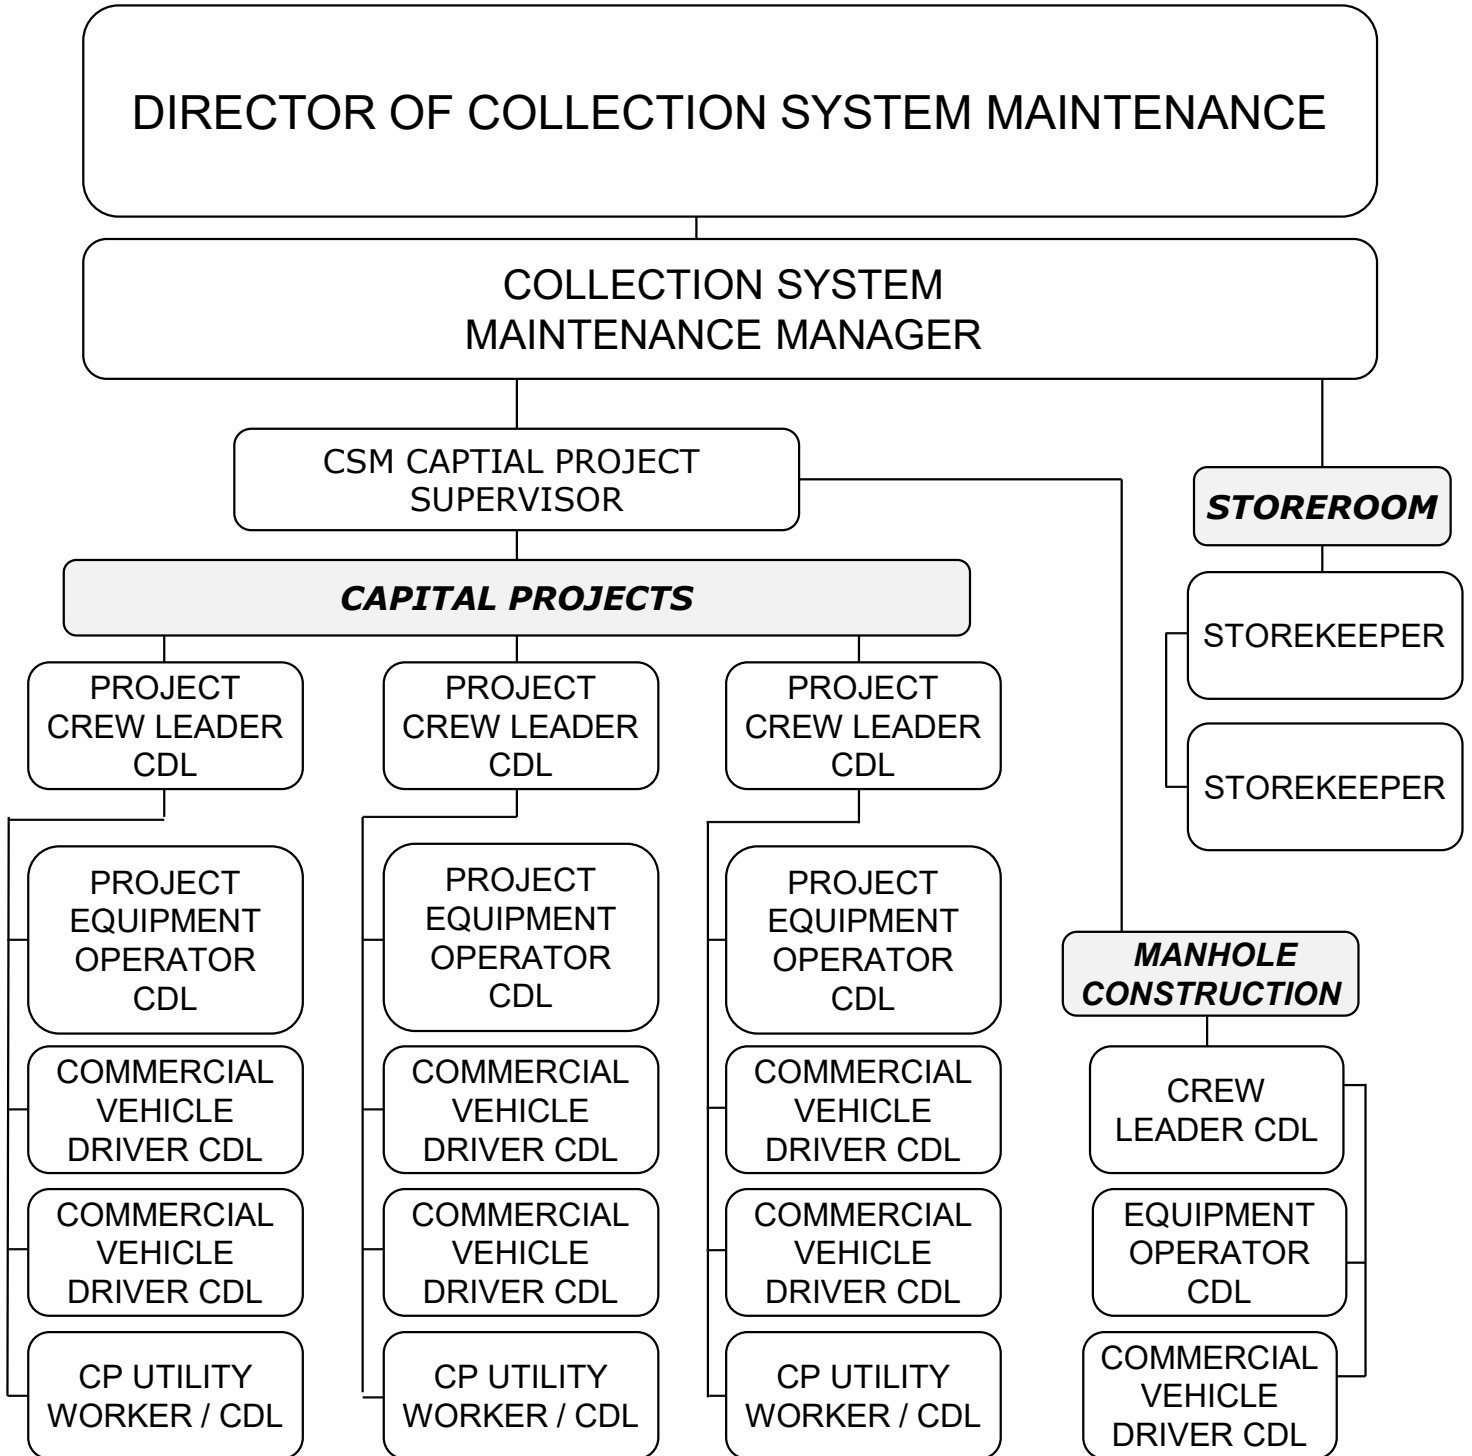 DIRECTOR OF COLLECTION SYSTEM MAINTENANCE
COLLECTION SYSTEM
MAINTENANCE MANAGER
CSM CAPTIAL PROJECT
SUPERVISOR
STOREROOM
STOREKEEPER
STOREKEEPER
CAPITAL PROJECTS
PROJECT
CREW LEADER
CDL
PROJECT
EQUIPMENT
OPERATOR
CDL
COMMERCIAL
VEHICLE
DRIVER CDL
COMMERCIAL
VEHICLE
DRIVER CDL
CP UTILITY
WORKER / CDL
PROJECT
CREW LEADER
CDL
PROJECT
EQUIPMENT
OPERATOR
CDL
COMMERCIAL
VEHICLE
DRIVER CDL
COMMERCIAL
VEHICLE
DRIVER CDL
CP UTILITY
WORKER / CDL
PROJECT
CREW LEADER
CDL
PROJECT
EQUIPMENT
OPERATOR
CDL
COMMERCIAL
VEHICLE
DRIVER CDL
COMMERCIAL
VEHICLE
DRIVER CDL
CP UTILITY
WORKER / CDL
MANHOLE
CONSTRUCTION
CREW
LEADER CDL
EQUIPMENT
OPERATOR
CDL
COMMERCIAL
VEHICLE
DRIVER CDL